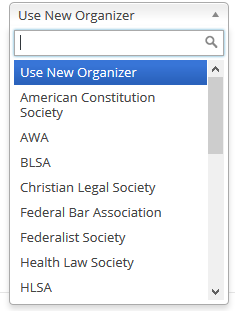 Use New Organizer
Use New Organizer
American Constitution
Society
AWA
BLSA
Christian Legal Society
Federal Bar Association
Federalist Society
Health Law Society
HLSA